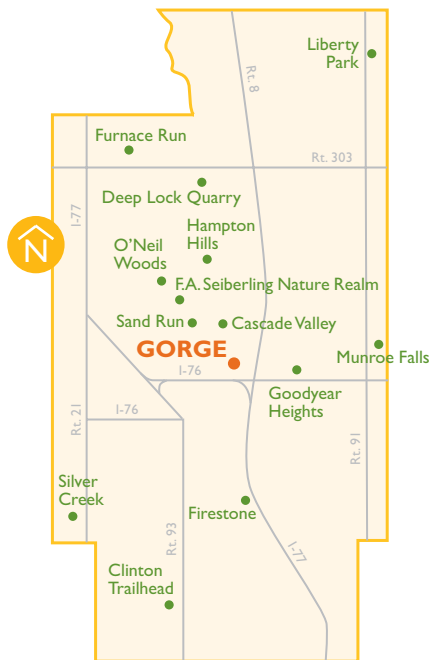 Liberty
Park
Rt. 8
Furnace Run
Rt. 303
Deep Lock Quarry
I-77
Hampton
Hills
N
O’Neil
Woods
F.A. Seiberling Nature Realm
Sand Run
Cascade Valley
GORGE
Munroe Falls
I-76
Goodyear
Heights
I-76
Rt. 21
Rt. 91
Silver
Creek
Firestone
Rt. 93
I-77
Clinton
Trailhead